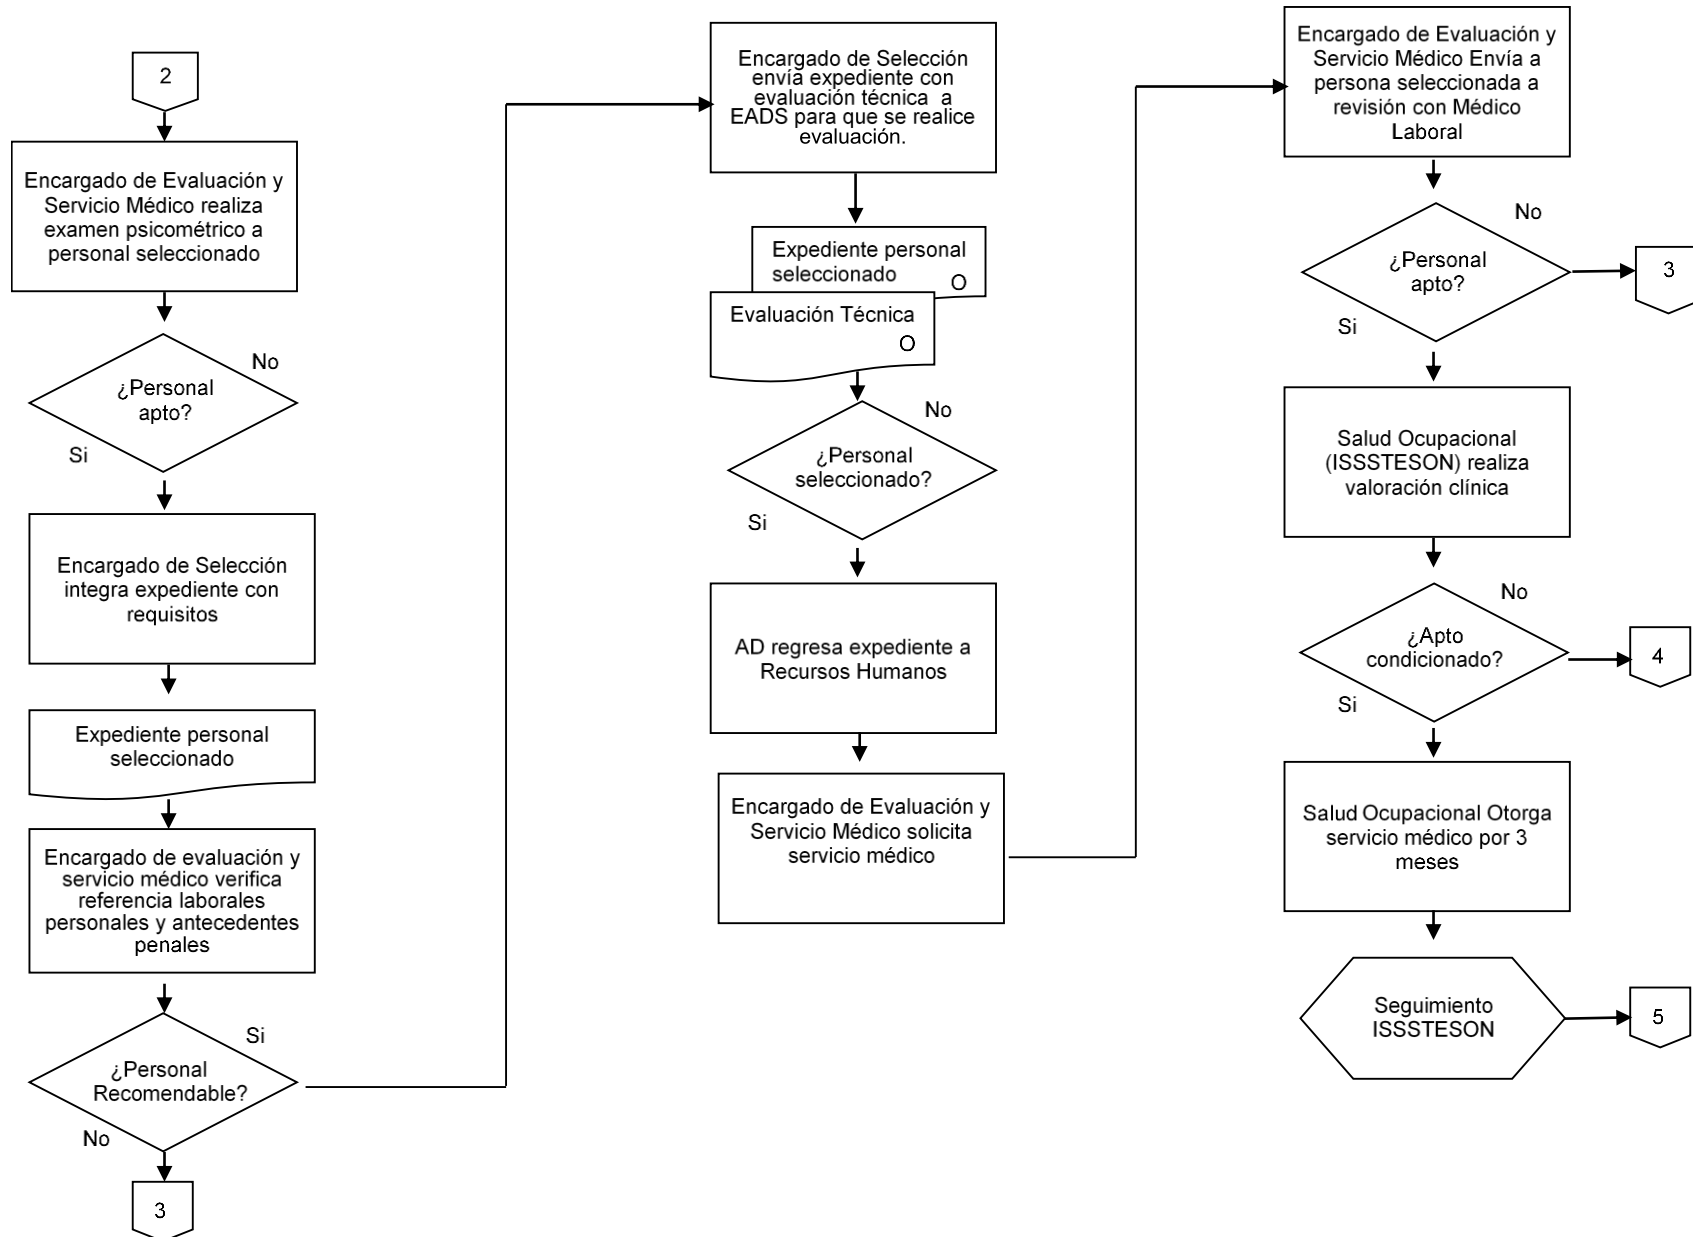 2
Encargado de Evaluación y
Servicio Médico realiza
examen psicométrico a
personal seleccionado
¿Personal
apto?
No
Si
Encargado de Selección
integra expediente con
requisitos
Expediente personal
seleccionado
Encargado de evaluación y
servicio médico verifica
referencia laborales
personales y antecedentes
penales
Si
¿Personal
Recomendable?
No
3
Encargado de Selección
envía expediente con
evaluación técnica a
EADS para que se realice
evaluación.
Expediente personal
seleccionado
O
Evaluación Técnica
O
No
¿Personal
seleccionado?
Si
AD regresa expediente a
Recursos Humanos
Encargado de Evaluación y
Servicio Médico solicita
servicio médico
Encargado de Evaluación y
Servicio Médico Envía a
persona seleccionada a
revisión con Médico
Laboral
No
¿Personal
apto?
3
Si
Salud Ocupacional
(ISSSTESON) realiza
valoración clínica
No
¿Apto
condicionado?
4
Si
Salud Ocupacional Otorga
servicio médico por 3
meses
Seguimiento
ISSSTESON
5